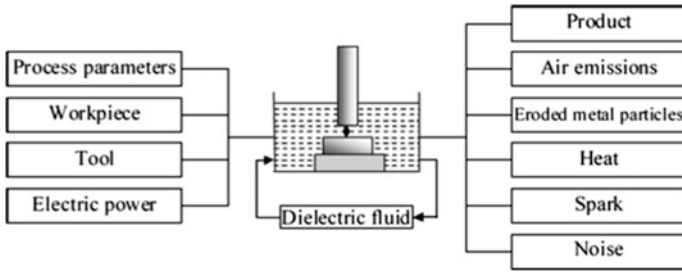 Process parameters
Workpiece
Tool
Electric power
Dielectric fluid
Product
Air emissions
Eroded metal particles
Heat
Spark
Noise